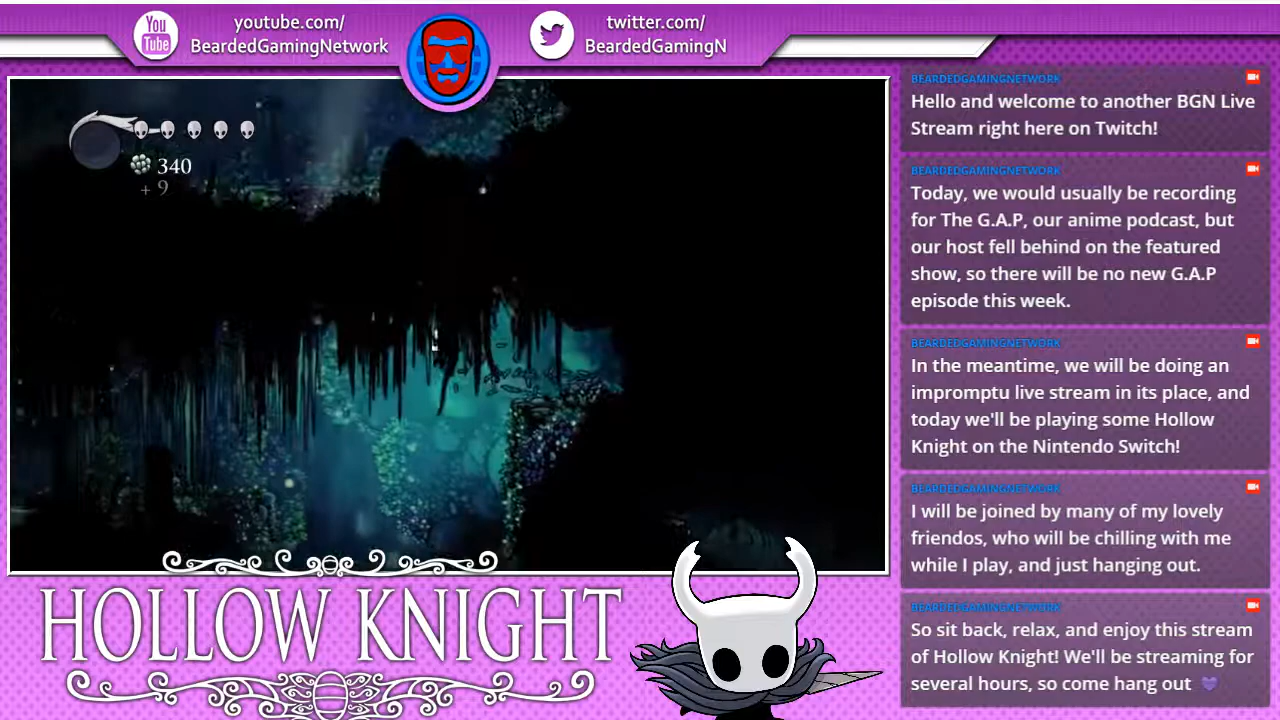 youtube.com/
BeardedGamingNetwork
twitter.com/
BeardedGamingN
You
Tube
340
+ 9
HOLLOW KNIGHT
BEARDEDGAMINGNETWORK
Hello and welcome to another BGN Live
Stream right here on Twitch!
BEARDEDGAMINGNETWORK
Today, we would usually be recording
for The G.A.P, our anime podcast, but
our host fell behind on the featured
show, so there will be no new G.A.P
episode this week.
BEARDEDGAMINGNETWORK
In the meantime, we will be doing an
impromptu live stream in its place, and
today we'll be playing some Hollow
Knight on the Nintendo Switch!
BEARDEDGAMINGNETWORK
I will be joined by many of my lovely
friendos, who will be chilling with me
while I play, and just hanging out.
BEARDEDGAMINGNETWORK
So sit back, relax, and enjoy this stream
of Hollow Knight! We'll be streaming for
several hours, so come hang out 💜